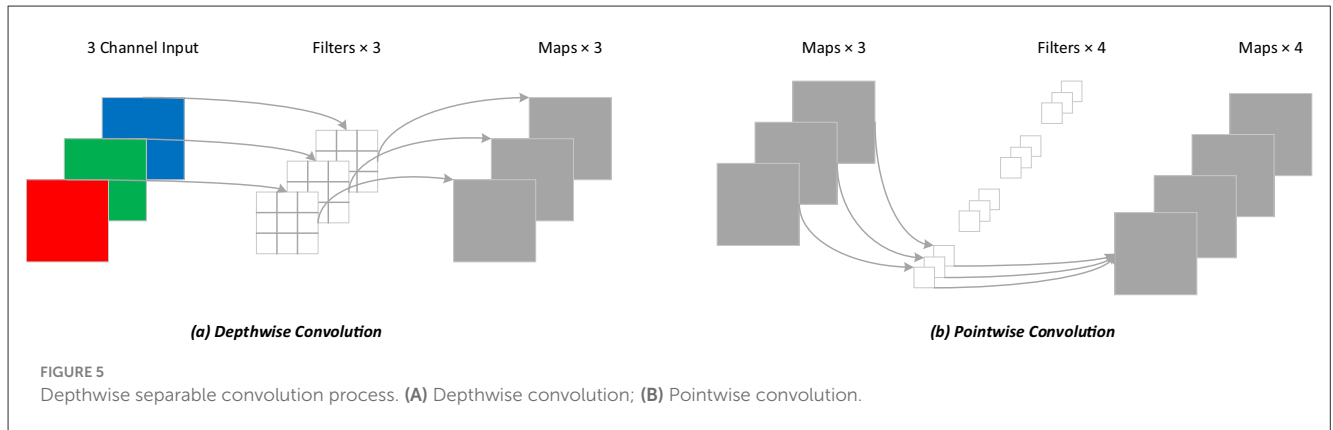 3 Channel Input
Filters × 3
Maps × 3
Maps × 3
Filters × 4
Maps × 4
(a) Depthwise Convolution
(b) Pointwise Convolution
FIGURE 5
Depthwise separable convolution process. (A) Depthwise convolution; (B) Pointwise convolution.